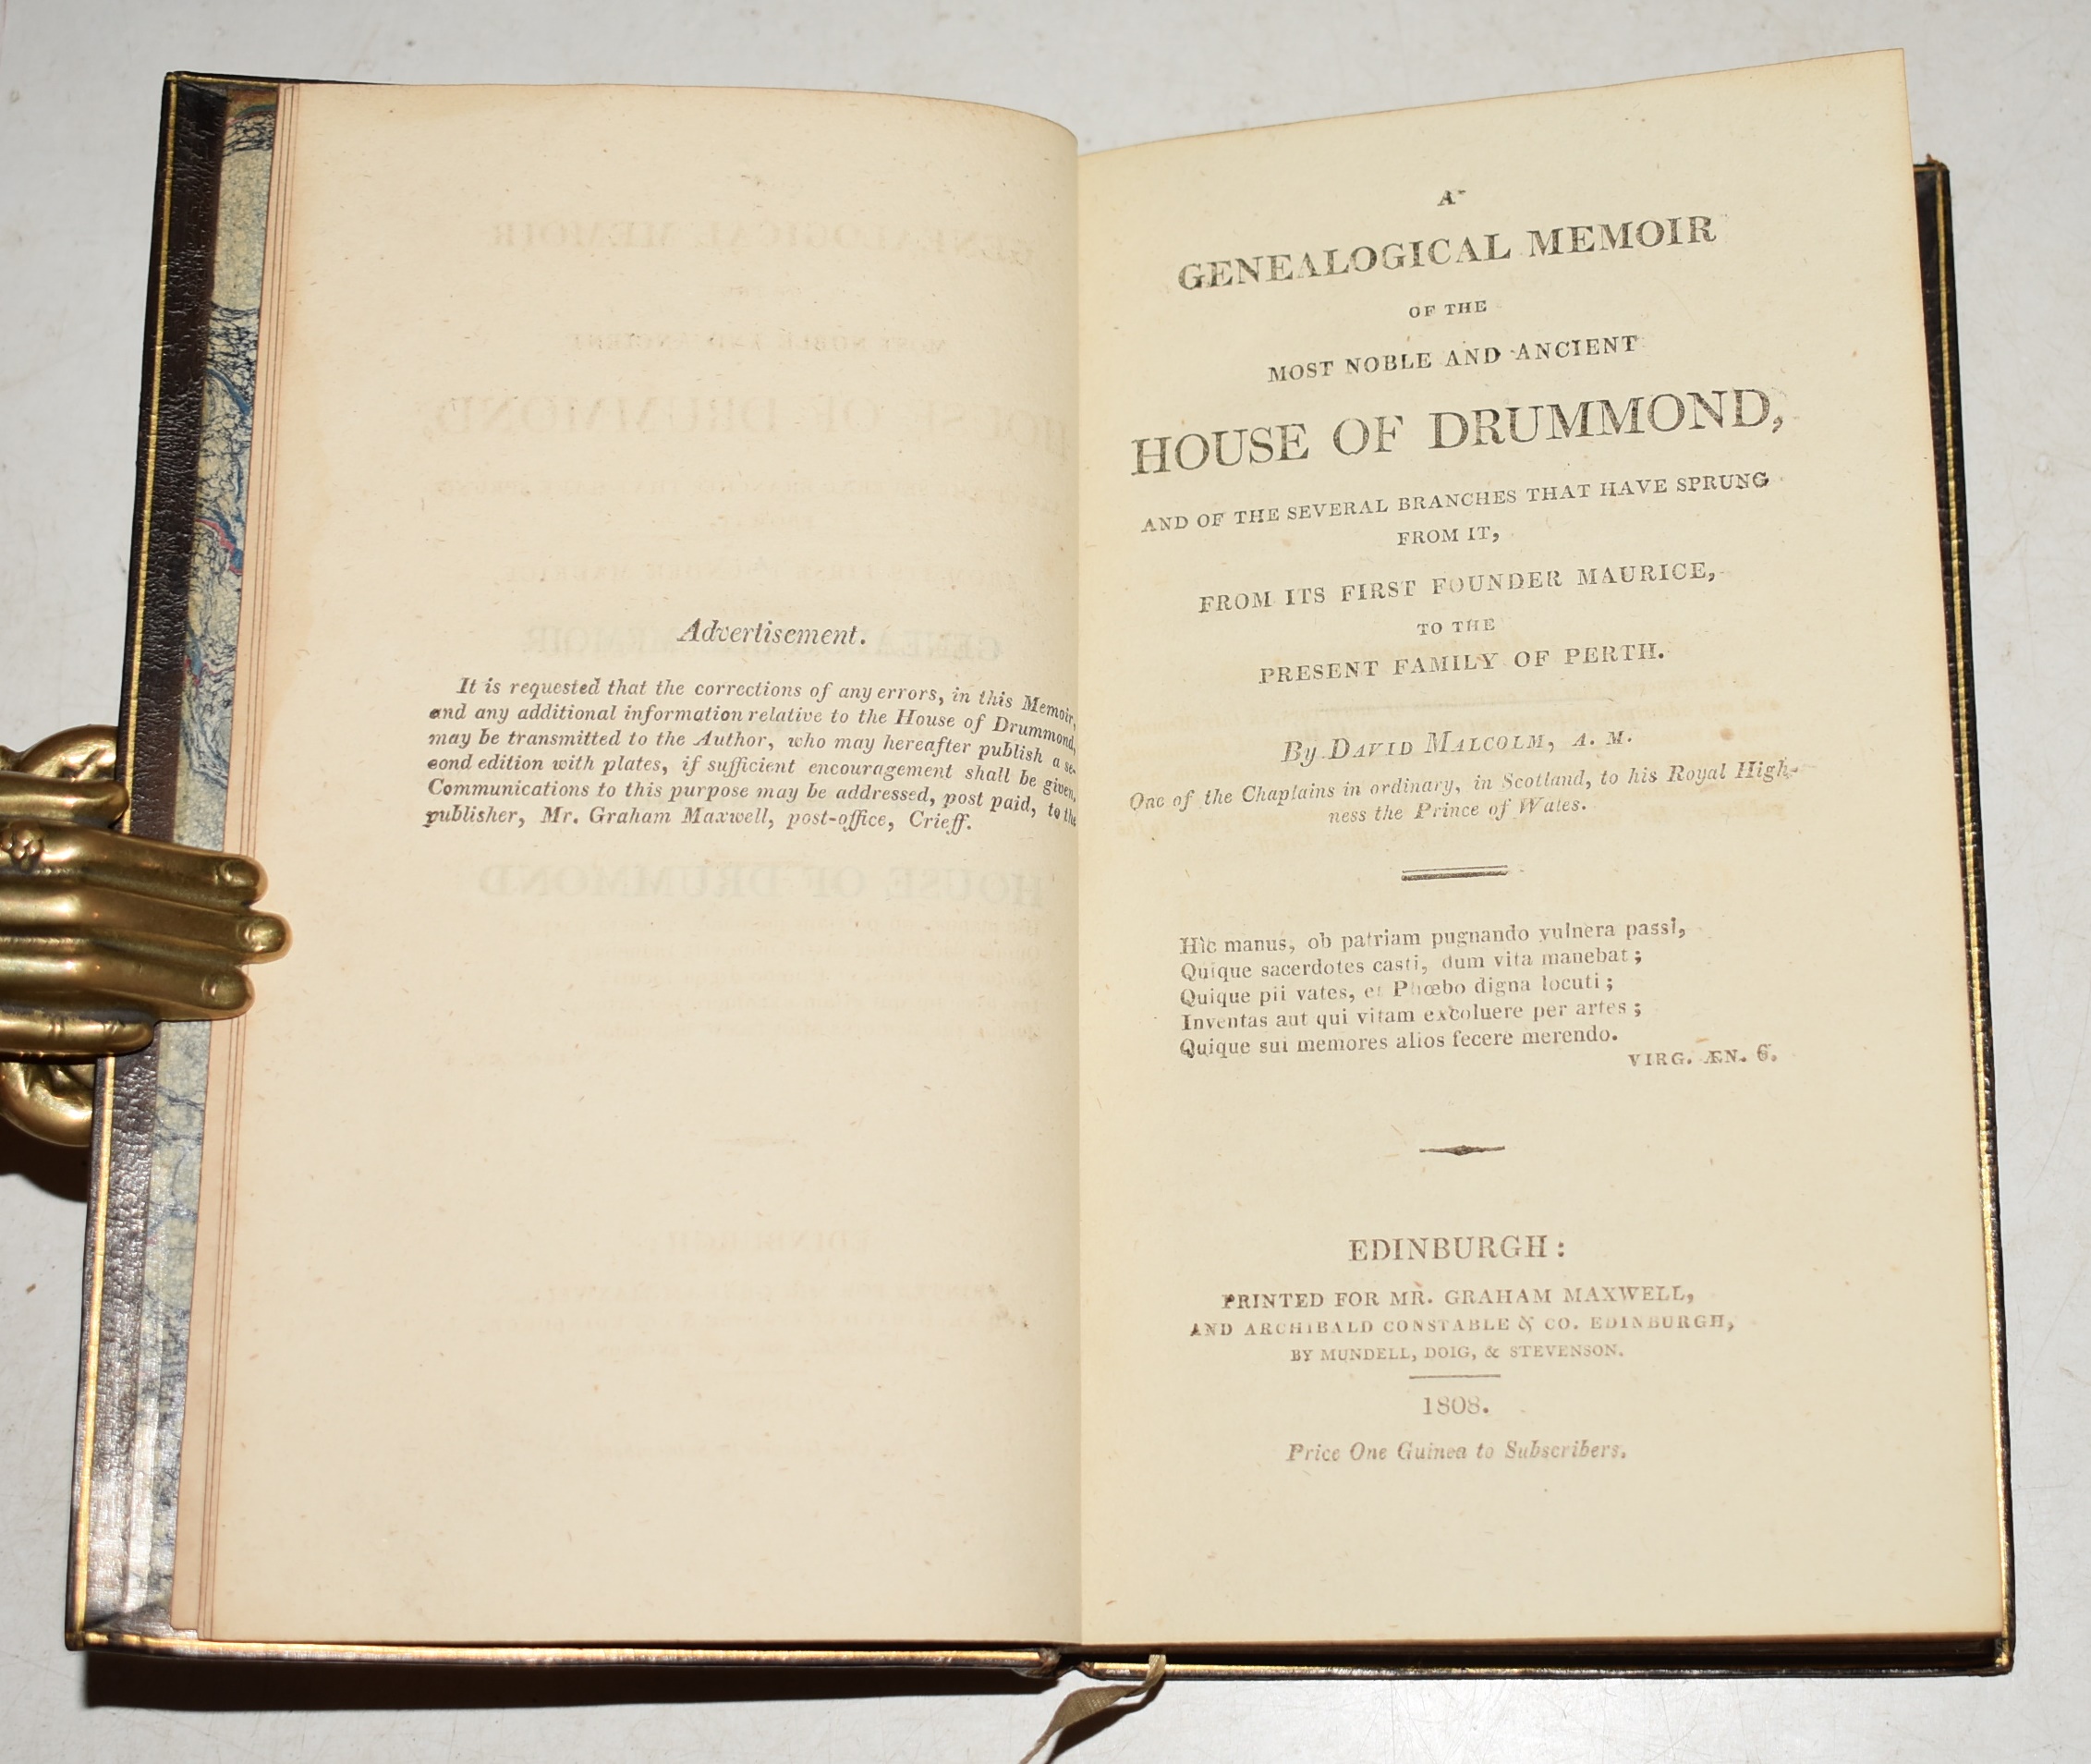 Advertisement.
It is requested that the corrections of any errors, in this Memoir,
and any additional information relative to the House of Drummond,
may be transmitted to the Author, who may hereafter publish a se-
cond edition with plates, if sufficient encouragement shall be given.
Communications to this purpose may be addressed, post paid, to the
publisher, Mr. Graham Maxwell, post-office, Crieff.
A
GENEALOGICAL MEMOIR
OF THE
MOST NOBLE AND ANCIENT
HOUSE OF DRUMMOND,
AND OF THE SEVERAL BRANCHES THAT HAVE SPRUNG
FROM IT,
FROM ITS FIRST FOUNDER MAURICE,
TO THE
PRESENT FAMILY OF PERTH.
By DAVID MALCOLM, A. M.
One of the Chaplains in ordinary, in Scotland, to his Royal High-
ness the Prince of Wales.
Hìc manus, ob patriam pugnando vulnera passi,
Quique sacerdotes casti, dum vita manebat;
Quique pii vates, et Phœbo digna locuti;
Inventas aut qui vitam excoluere per artes;
Quique sui memores alios fecere merendo.
VIRG. ÆN. 6.
EDINBURGH:
PRINTED FOR MR. GRAHAM MAXWELL,
AND ARCHIBALD CONSTABLE & CO. EDINBURGH,
BY MUNDELL, DOIG, & STEVENSON.
1808.
Price One Guinea to Subscribers.